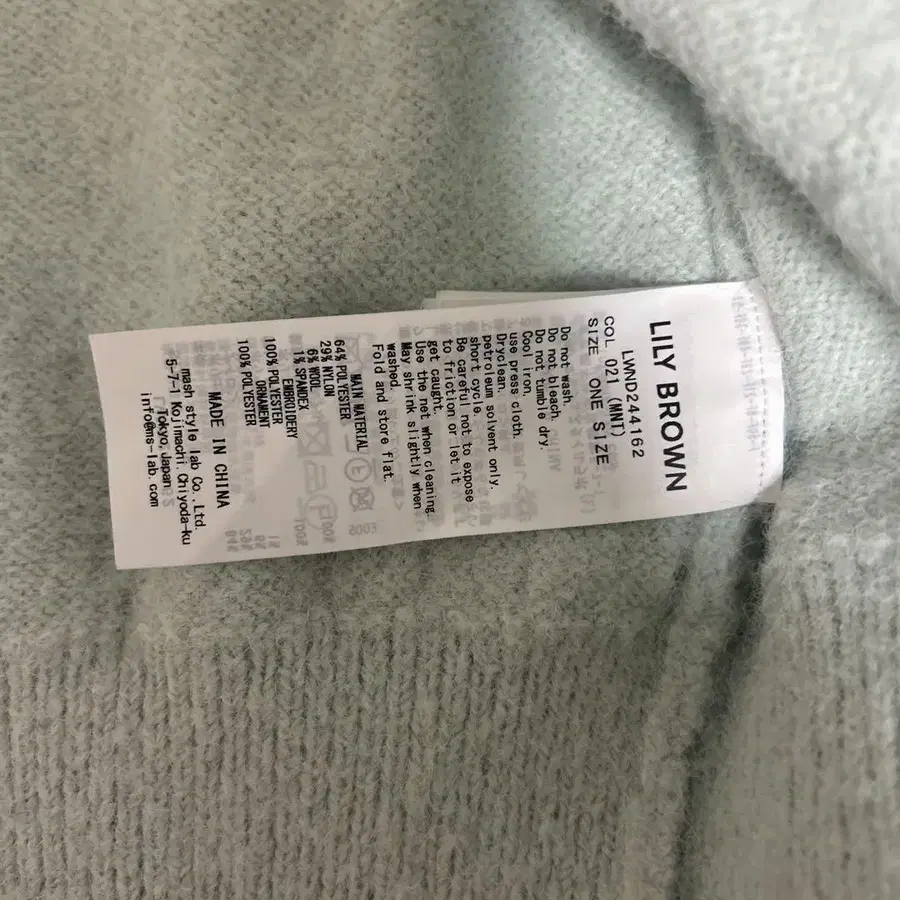 LILY BROWN
LWND244162
COL 021 (MNT)
SIZE ONE SIZE
Do not wash.
Do not bleach.
Do not tumble dry.
Cool iron.
use press cloth.
Dryclean.
petroleum solvent only.
short cycle.
Be careful not to expose
to friction or let it
get caught.
Use the net when cleaning.
May shrink slightly when
washed.
Fold and store flat.
MAIN MATERIAL
64% POLYESTER
29% NYLON
6% WOOL
1% SPANDEX
EMBROIDERY
100% POLYESTER
ORNAMENT
100% POLYESTER
MADE IN CHINA
mash style lab Co.,Ltd.
5-7-1 Kojimachi Chiyoda-ku
Tokyo Japan
info@ms-lab.com